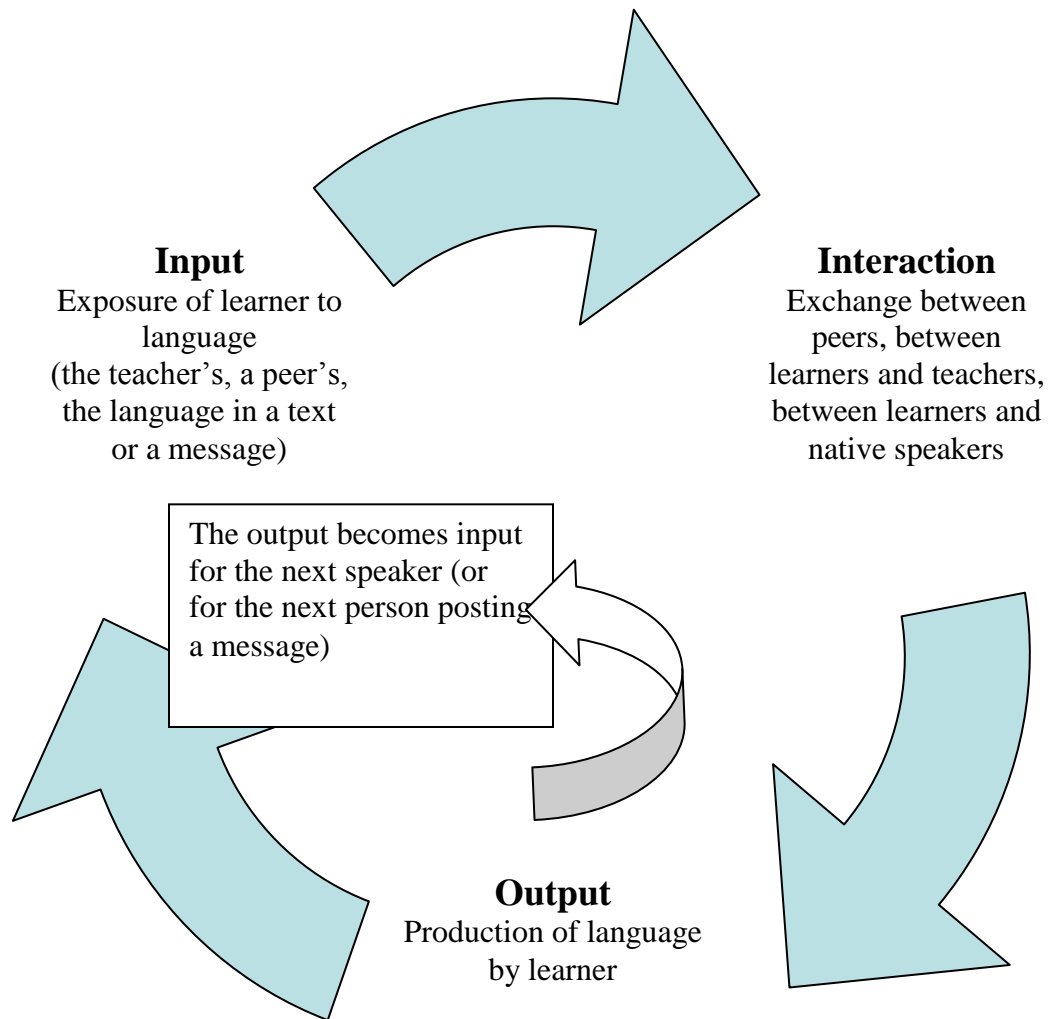 Input
Exposure of learner to
language
(the teacher’s, a peer’s,
the language in a text
or a message)
Interaction
Exchange between
peers, between
learners and teachers,
between learners and
native speakers
The output becomes input
for the next speaker (or
for the next person posting
a message)
Output
Production of language
by learner